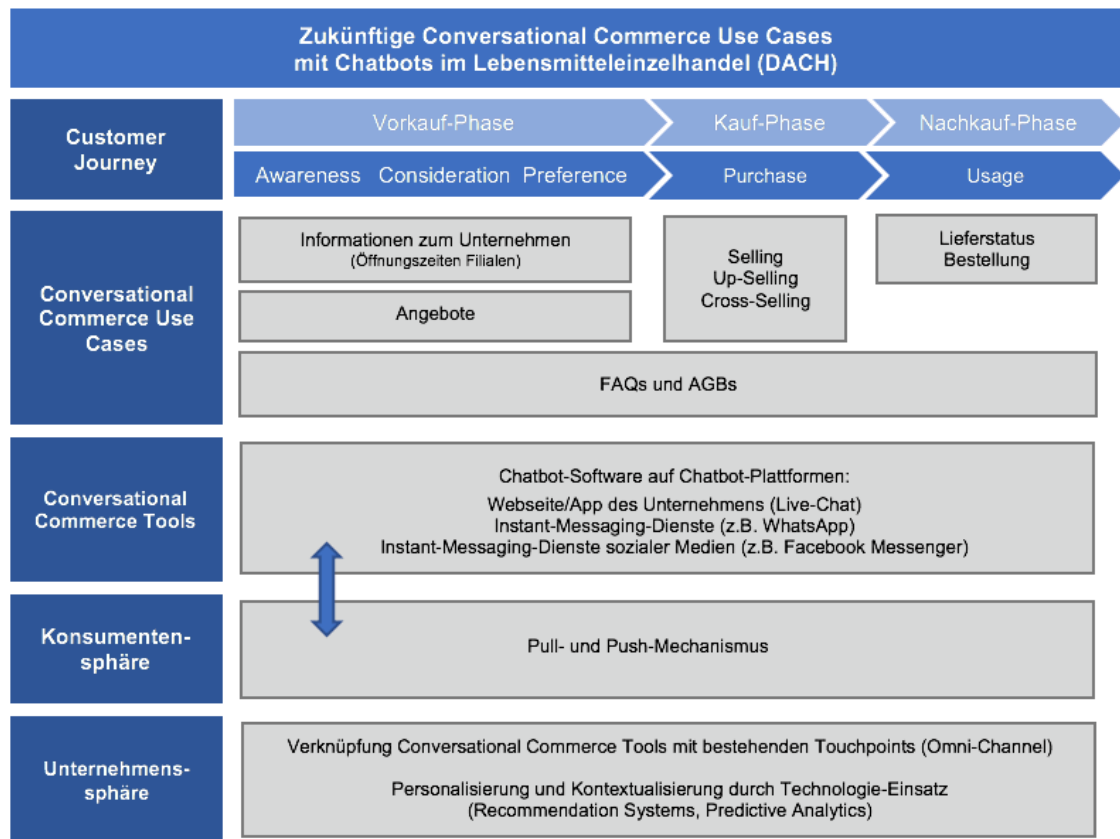 Zukünftige Conversational Commerce Use Cases
mit Chatbots im Lebensmitteleinzelhandel (DACH)
Customer
Journey
Vorkauf-Phase
Kauf-Phase
Nachkauf-Phase
Awareness Consideration Preference
Purchase
Usage
Conversational
Commerce Use
Cases
Informationen zum Unternehmen
(Öffnungszeiten Filialen)
Angebote
Selling
Up-Selling
Cross-Selling
Lieferstatus
Bestellung
FAQs und AGBs
Conversational
Commerce Tools
Chatbot-Software auf Chatbot-Plattformen:
Webseite/App des Unternehmens (Live-Chat)
Instant-Messaging-Dienste (z.B. WhatsApp)
Instant-Messaging-Dienste sozialer Medien (z.B. Facebook Messenger)
Konsumenten-
sphäre
Pull- und Push-Mechanismus
Unternehmens-
sphäre
Verknüpfung Conversational Commerce Tools mit bestehenden Touchpoints (Omni-Channel)
Personalisierung und Kontextualisierung durch Technologie-Einsatz
(Recommendation Systems, Predictive Analytics)